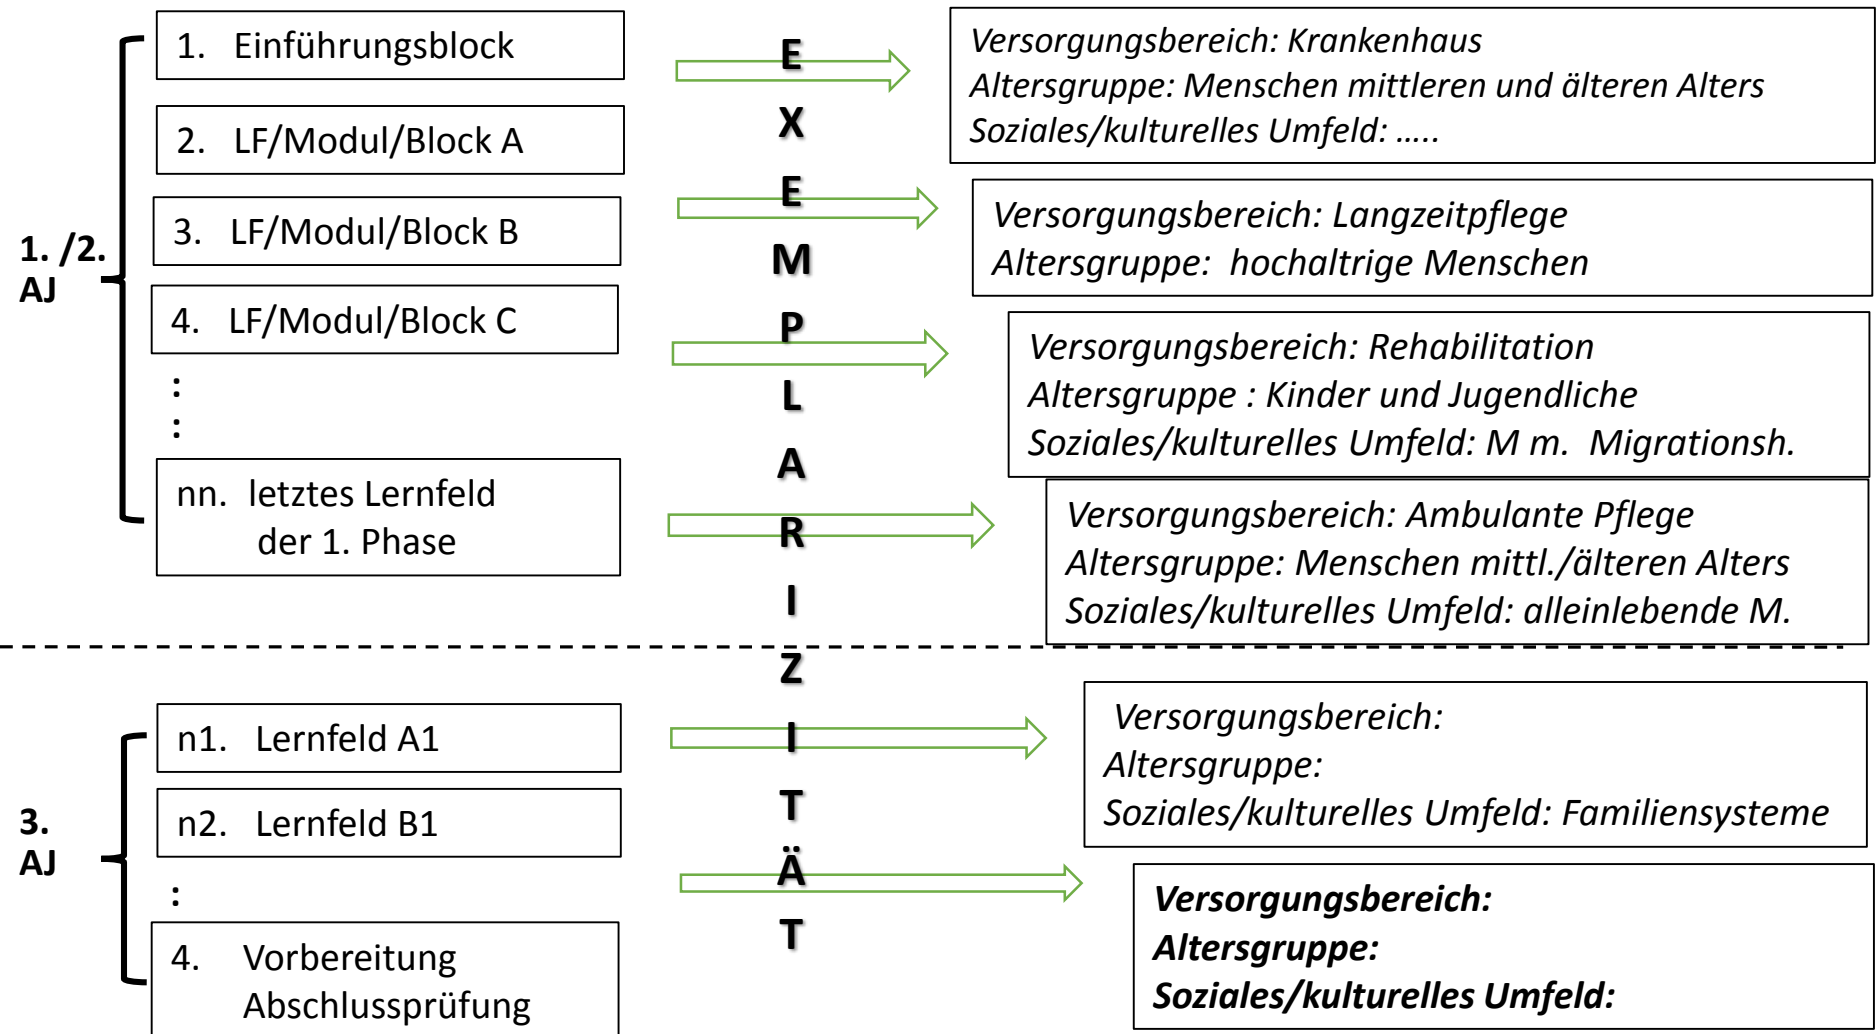 1. /2.
AJ
1. Einführungsblock
2. LF/Modul/Block A
3. LF/Modul/Block B
4. LF/Modul/Block C
:
:
nn. letztes Lernfeld
der 1. Phase
3.
AJ
n1. Lernfeld A1
n2. Lernfeld B1
:
4. Vorbereitung
Abschlussprüfung
E
X
E
M
P
L
A
R
I
Z
I
T
Ä
T
Versorgungsbereich: Krankenhaus
Altersgruppe: Menschen mittleren und älteren Alters
Soziales/kulturelles Umfeld: …..
Versorgungsbereich: Langzeitpflege
Altersgruppe: hochaltrige Menschen
Versorgungsbereich: Rehabilitation
Altersgruppe : Kinder und Jugendliche
Soziales/kulturelles Umfeld: M m. Migrationsh.
Versorgungsbereich: Ambulante Pflege
Altersgruppe: Menschen mittl./älteren Alters
Soziales/kulturelles Umfeld: alleinlebende M.
Versorgungsbereich:
Altersgruppe:
Soziales/kulturelles Umfeld: Familiensysteme
Versorgungsbereich:
Altersgruppe:
Soziales/kulturelles Umfeld: